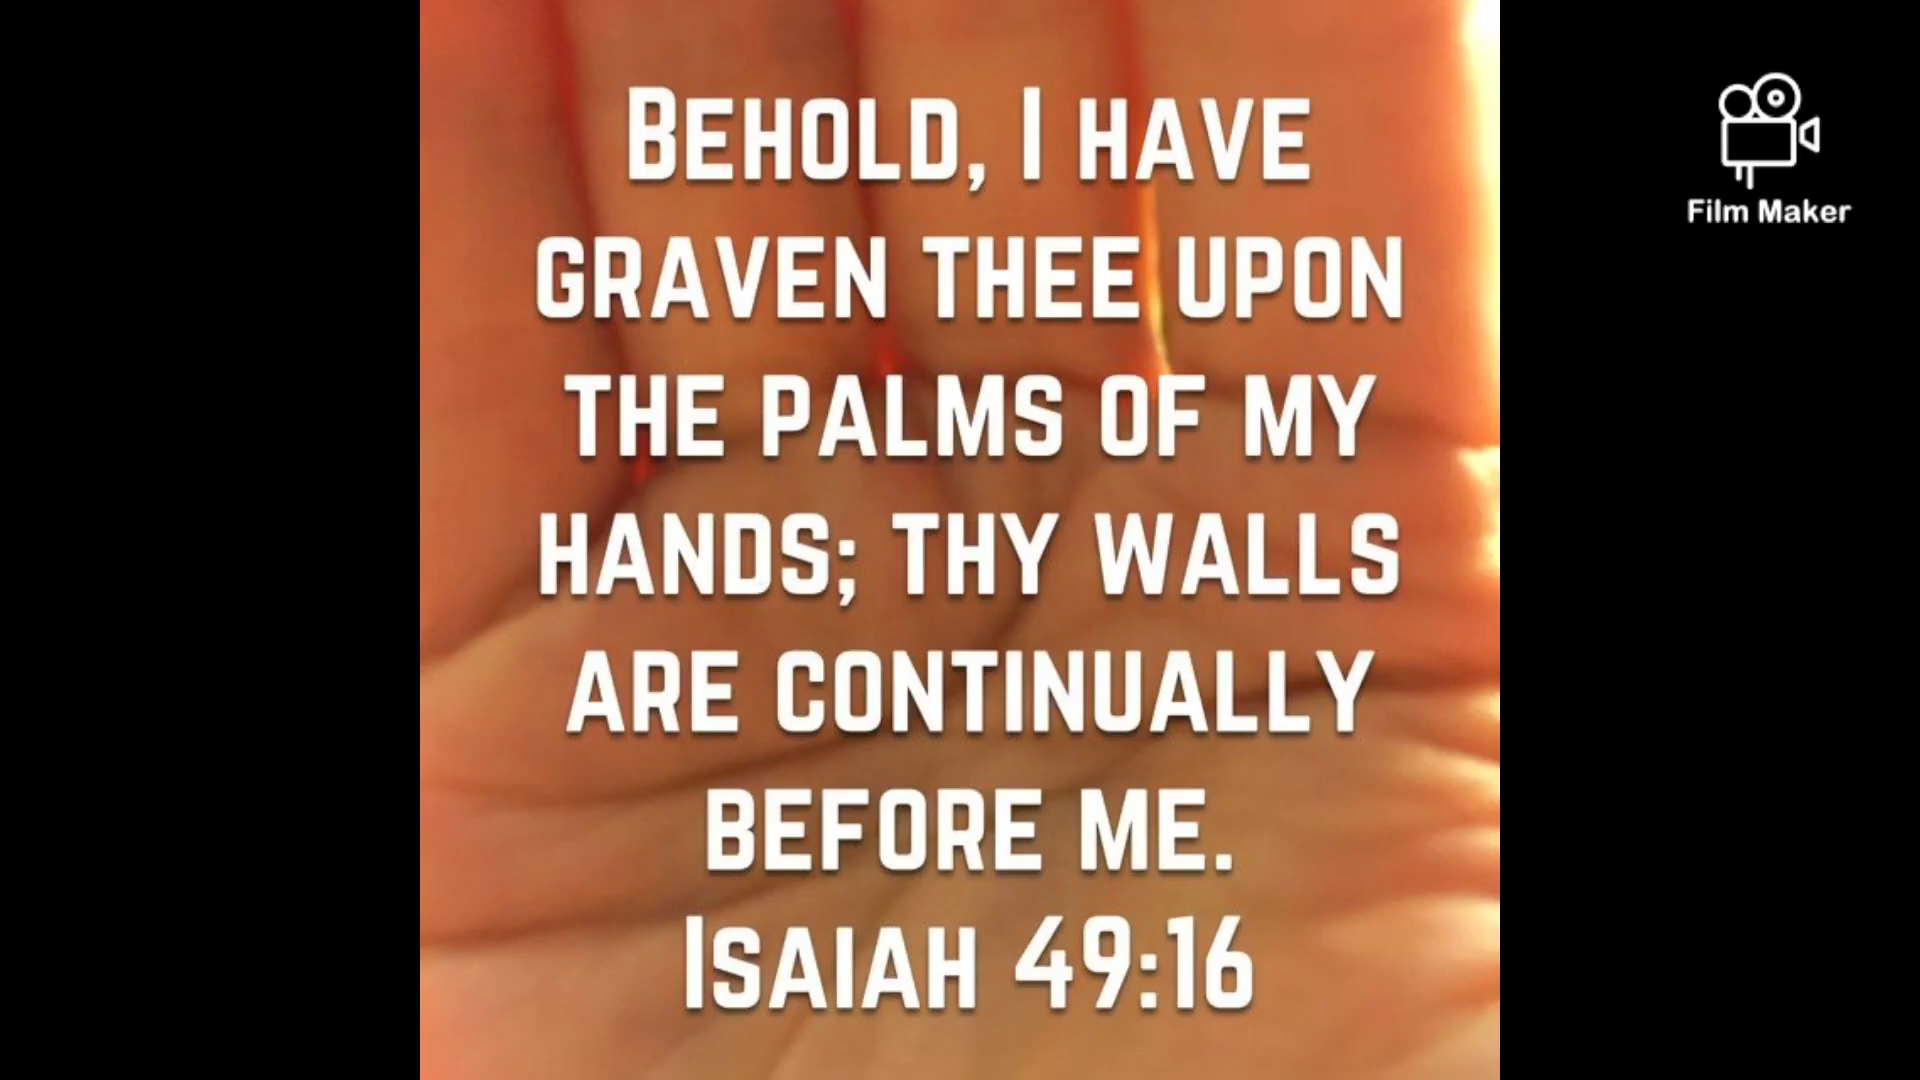 Behold, I have
graven thee upon
the palms of my
hands; thy walls
are continually
before me.
Isaiah 49:16
Film Maker